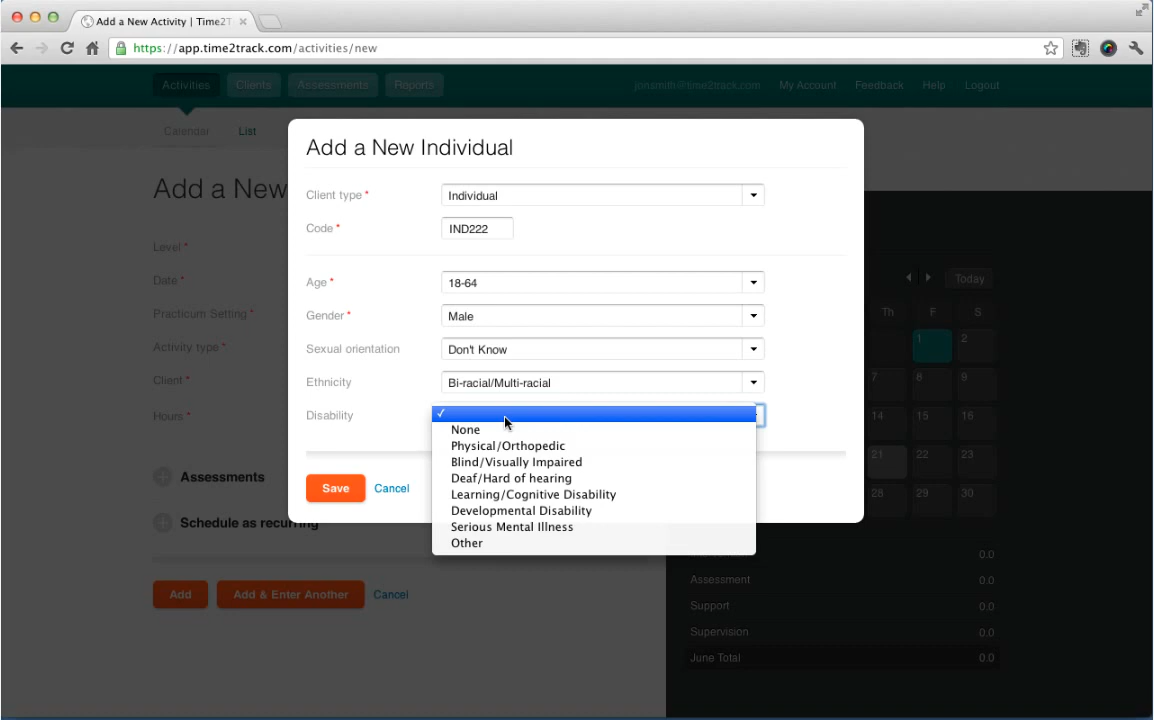 Add a New Activity | Time2T
https://app.time2track.com/activities/new
Activities Clients Assessments Reports jonsmith@time2track.com My Account Feedback Help Logout
Calendar List
Add a New
Level *
Date *
Practicum Setting *
Activity type *
Client *
Hours *
Assessments
Schedule as recurring
Add Add & Enter Another Cancel
Add a New Individual
Client type * Individual
Code * IND222
Age * 18-64
Gender * Male
Sexual orientation Don't Know
Ethnicity Bi-racial/Multi-racial
Disability
✓
None
Physical/Orthopedic
Blind/Visually Impaired
Deaf/Hard of hearing
Learning/Cognitive Disability
Developmental Disability
Serious Mental Illness
Other
Save Cancel
Today
Th F S
1 2
7 8 9
14 15 16
21 22 23
28 29 30
0.0
Assessment 0.0
Support 0.0
Supervision 0.0
June Total 0.0